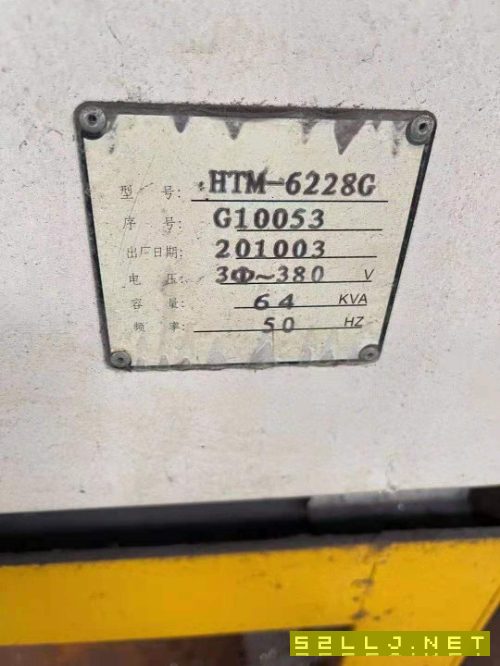 型 号: HTM-6228G
序 号: G10053
出厂日期: 201003
电 压: 3Φ~380 V
容 量: 64 KVA
频 率: 50 HZ
52LLJ.NET